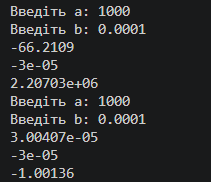 Введіть a: 1000
Введіть b: 0.0001
-66.2109
-3e-05
2.20703e+06
Введіть a: 1000
Введіть b: 0.0001
3.00407e-05
-3e-05
-1.00136